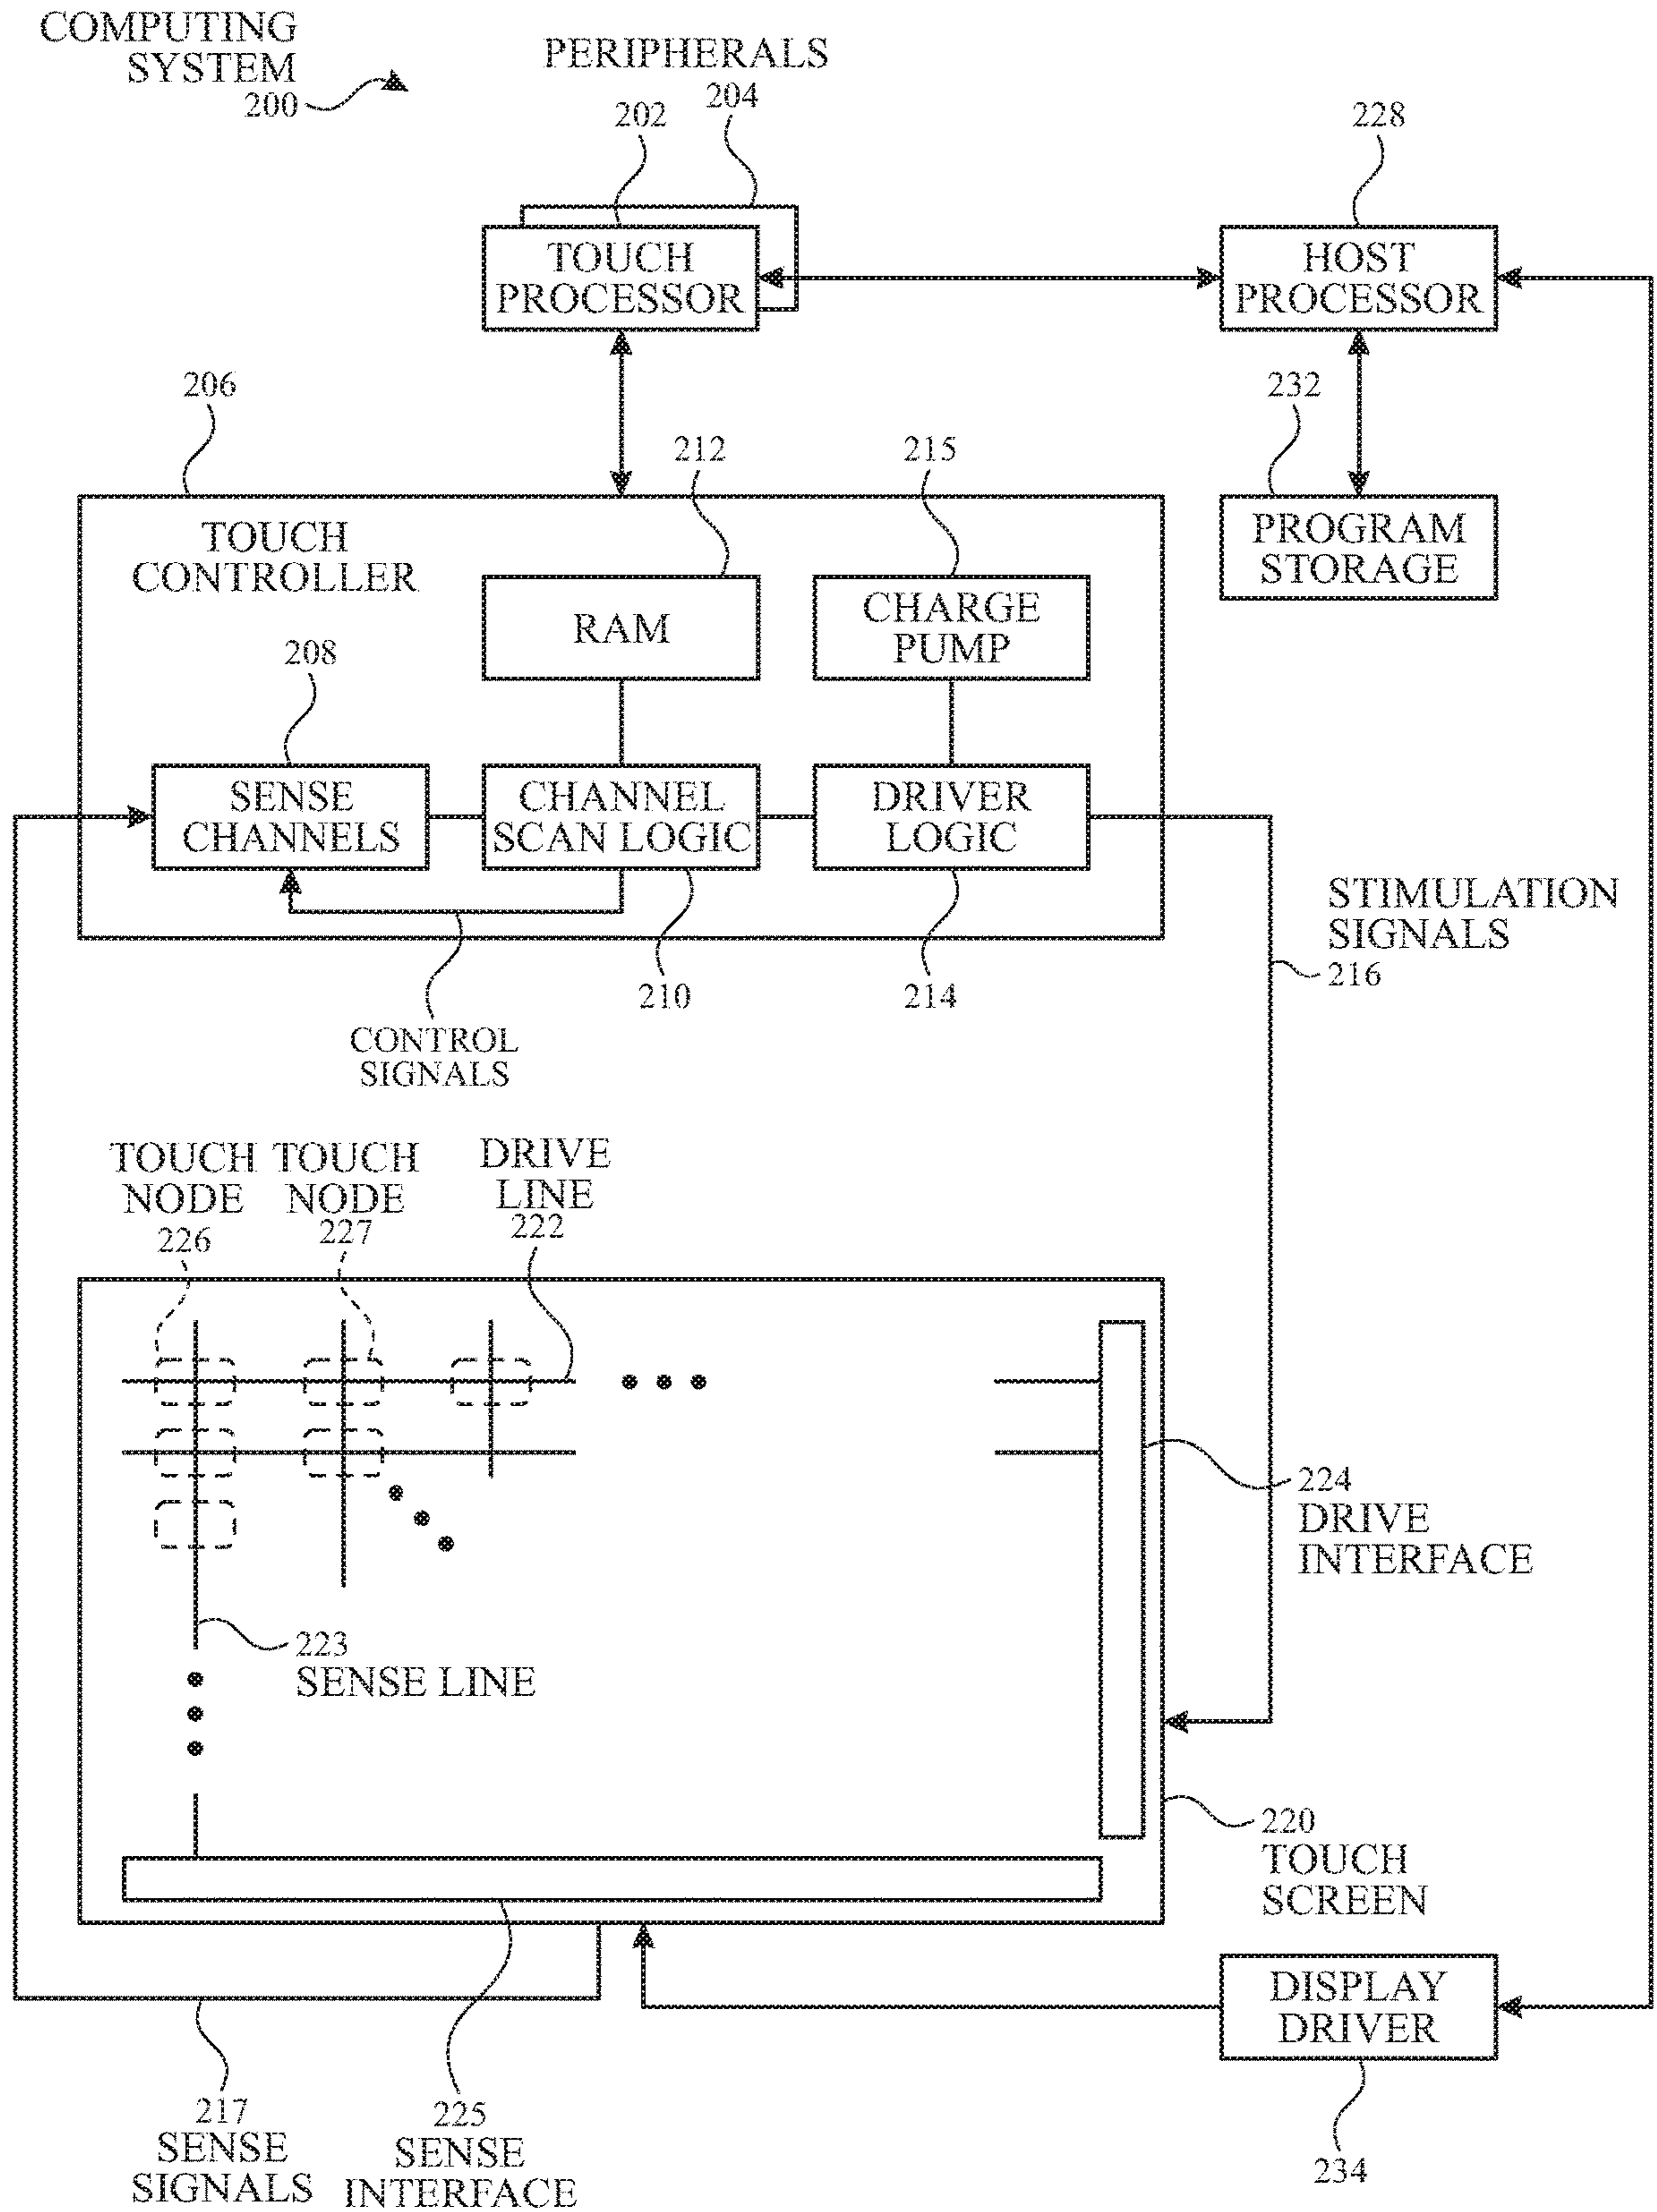 COMPUTING
SYSTEM
200
PERIPHERALS
204
202
228
TOUCH
PROCESSOR
HOST
PROCESSOR
206
232
212
215
TOUCH
CONTROLLER
PROGRAM
STORAGE
RAM
CHARGE
PUMP
208
SENSE
CHANNELS
CHANNEL
SCAN LOGIC
DRIVER
LOGIC
STIMULATION
SIGNALS
216
210
214
CONTROL
SIGNALS
TOUCH
NODE
226
TOUCH
NODE
227
DRIVE
LINE
222
224
DRIVE
INTERFACE
223
SENSE LINE
220
TOUCH
SCREEN
DISPLAY
DRIVER
217
SENSE
SIGNALS
225
SENSE
INTERFACE
234